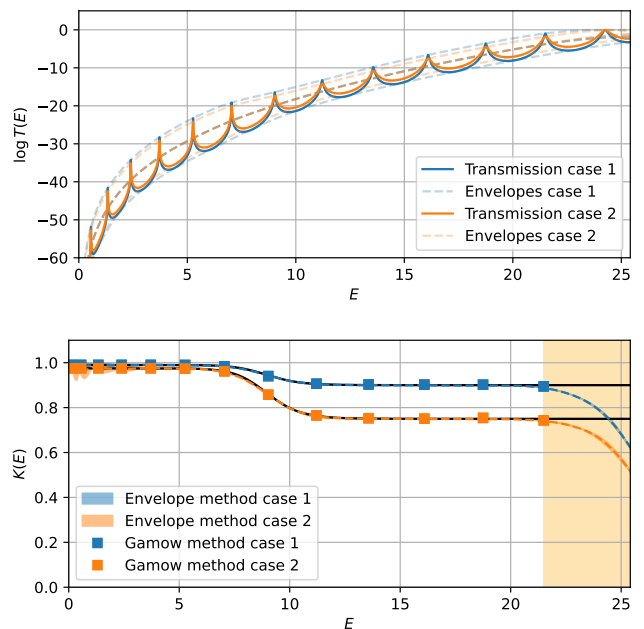 0
−10
−20
−30
−40
−50
−60
log T(E)
Transmission case 1
Envelopes case 1
Transmission case 2
Envelopes case 2
0 5 10 15 20 25
E
1.0
0.8
0.6
0.4
0.2
0.0
K(E)
Envelope method case 1
Envelope method case 2
Gamow method case 1
Gamow method case 2
0 5 10 15 20 25
E